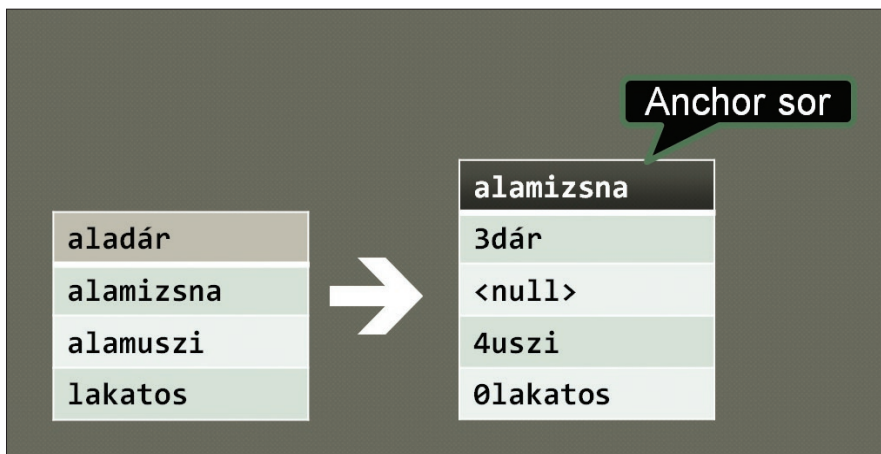 Anchor sor
aladár
alamizsna
alamuszi
lakatos
alamizsna
3dár
<null>
4uszi
0lakatos